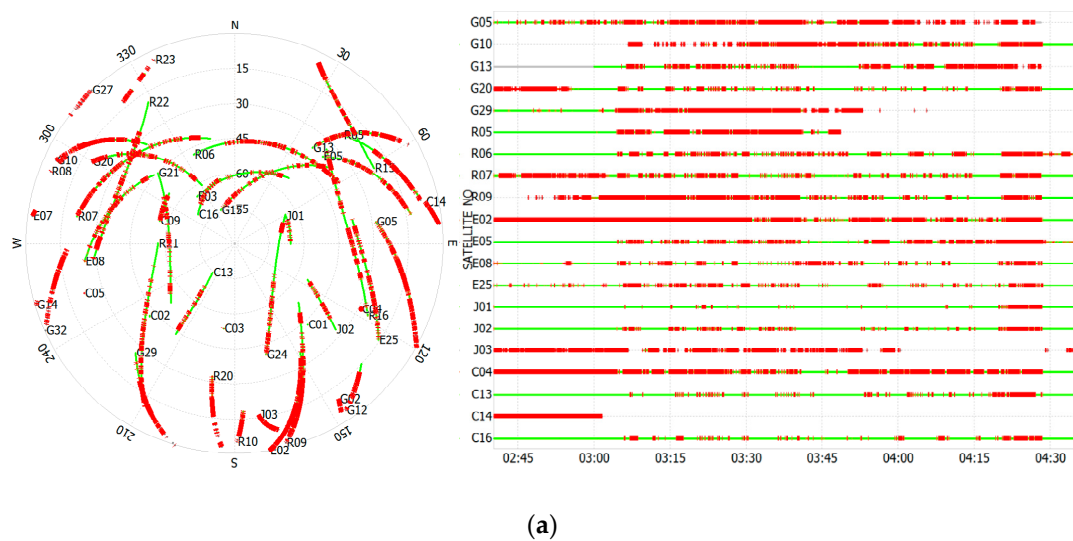 N
330
30
R23
15
G27
R22
30
300
60
45
R05
G13
R06
E05
G10
G20
R08
R15
G21
60
E03
C14
C16
G15
75
J01
E07
R07
C09
G05
W
R11
E
E08
C13
C05
G14
C04
C02
R16
G32
C03
C01
J02
E25
240
G29
G24
120
R20
G02
J03
G12
210
150
R10
R09
E02
S
G05
G10
G13
G20
G29
R05
R06
R07
R09
SATELLITE NO
E02
E05
E08
E25
J01
J02
J03
C04
C13
C14
C16
02:45 03:00 03:15 03:30 03:45 04:00 04:15 04:30
(a)